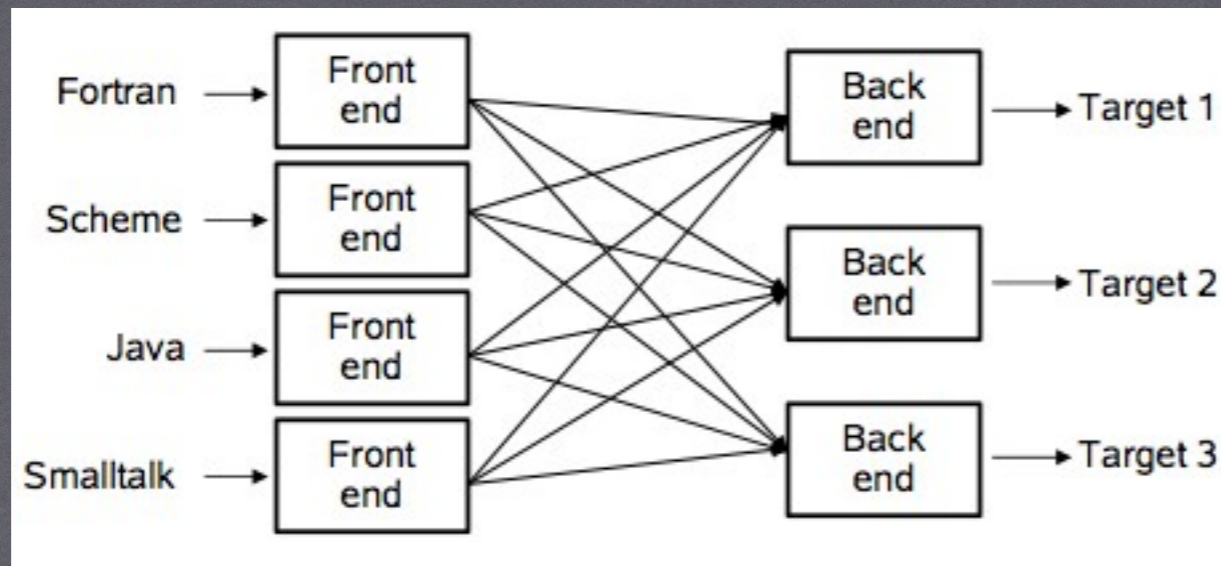 Fortran
Front
end
Scheme
Front
end
Java
Front
end
Smalltalk
Front
end
Back
end
Target 1
Back
end
Target 2
Back
end
Target 3